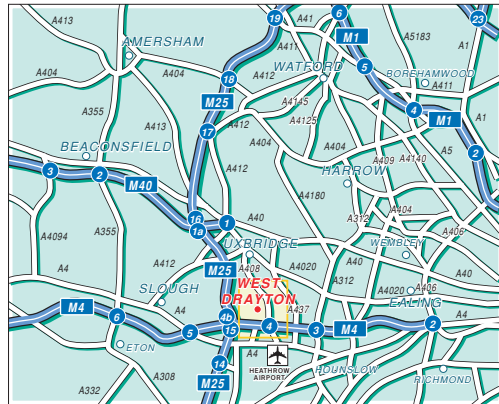 A413
19
A41
6
M1
23
AMERSHAM
A411
A5183
A1
A404
A404
18
A412
WATFORD
5
BOREHAMWOOD
A411
M25
A4145
4
M1
A1
A355
A413
17
A412
A4125
A404
A404
A5
2
BEACONSFIELD
HARROW
A409
A4140
3
2
M40
A412
A4180
16
1
A40
A312
A404
A4094
A355
1a
UXBRIDGE
WEMBLEY
A406
A4
A412
M25
A408
A4020
A312
A40
A40
SLOUGH
WEST
DRAYTON
A4020
A406
M4
A4
A437
EALING
6
5
4b
15
4
3
M4
2
A4
ETON
14
A4
HEATHROW
AIRPORT
HOUNSLOW
A332
A308
M25
RICHMOND